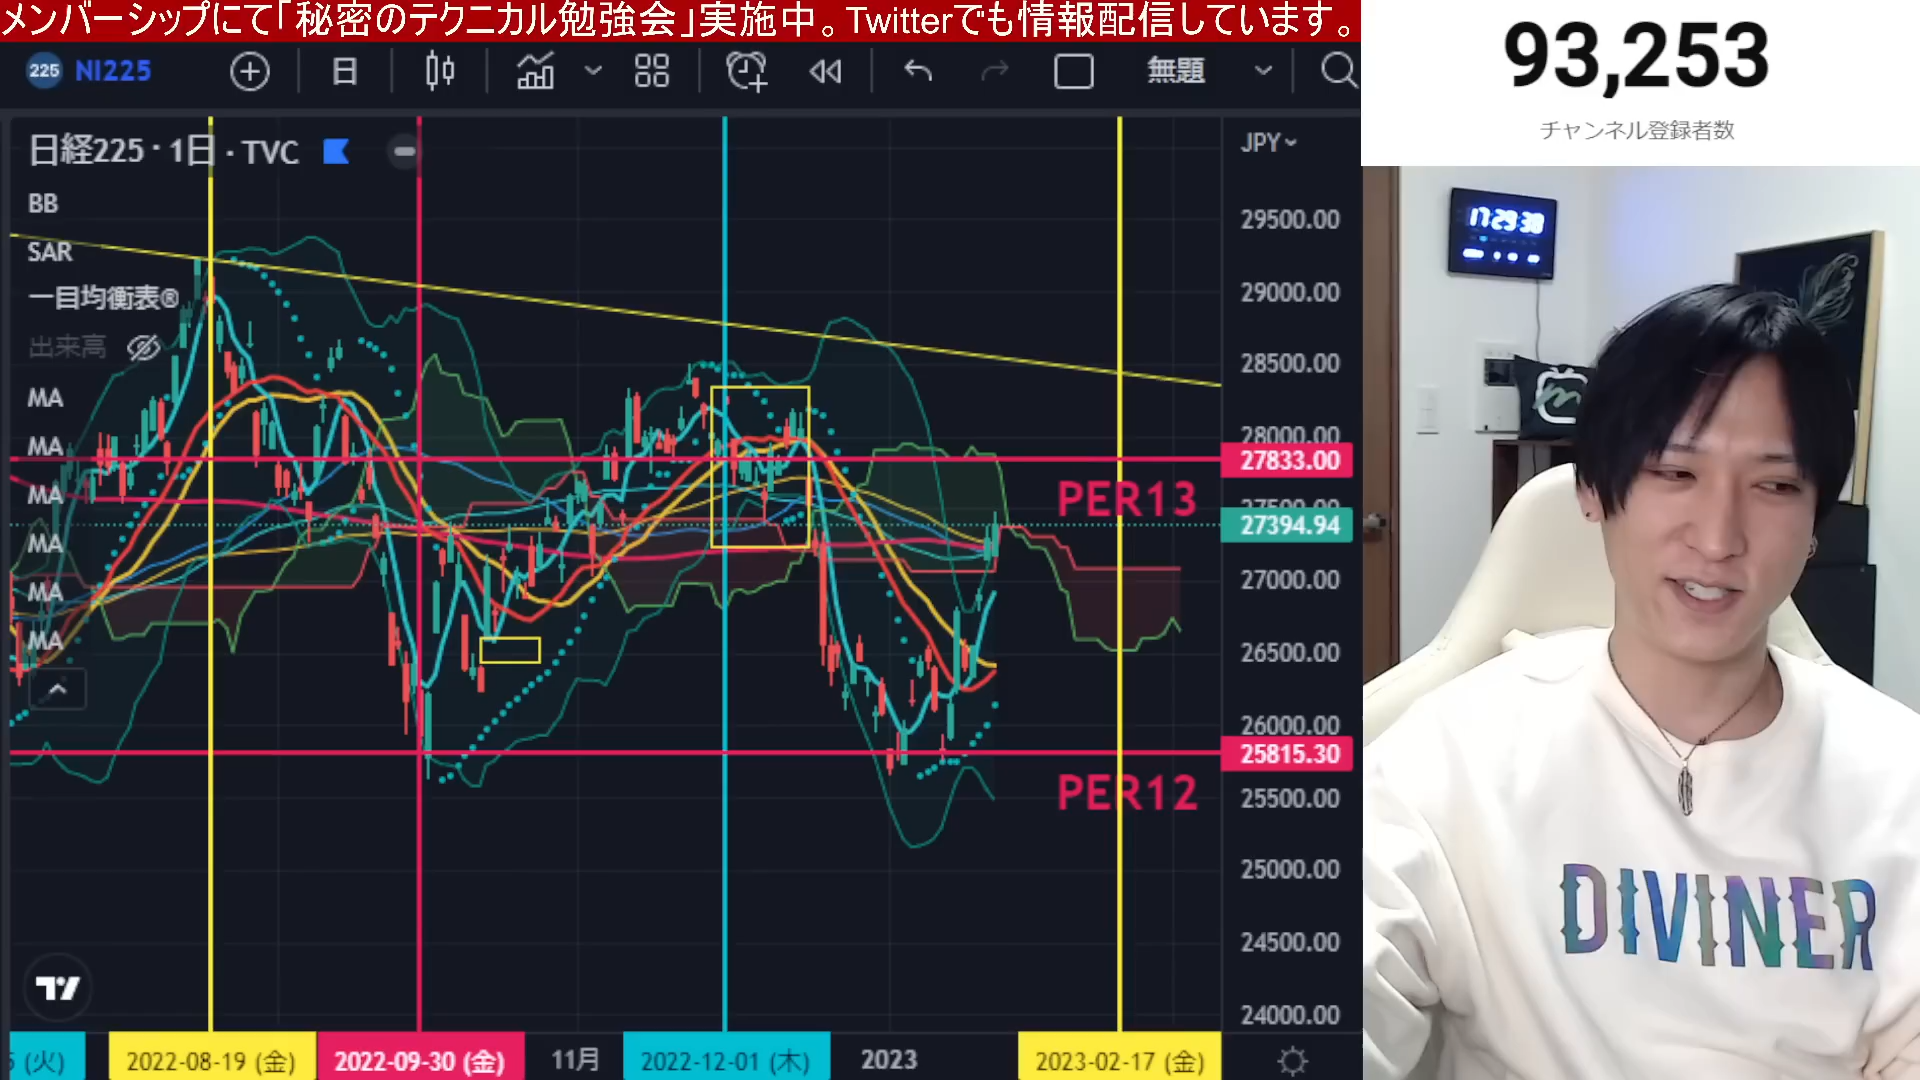 メンバーシップにて「秘密のテクニカル勉強会」実施中。Twitterでも情報配信しています。
93,253
チャンネル登録者数
225 NI225
日
無題
日経225・1日・TVC
JPY
BB
SAR
一目均衡表®
出来高
MA
MA
MA
MA
MA
MA
29500.00
29000.00
28500.00
28000.00
27833.00
27500.00
27394.94
27000.00
26500.00
26000.00
25815.30
25500.00
25000.00
24500.00
24000.00
PER13
PER12
(火)
2022-08-19 (金)
2022-09-30 (金)
11月
2022-12-01 (木)
2023
2023-02-17 (金)
DIVINER